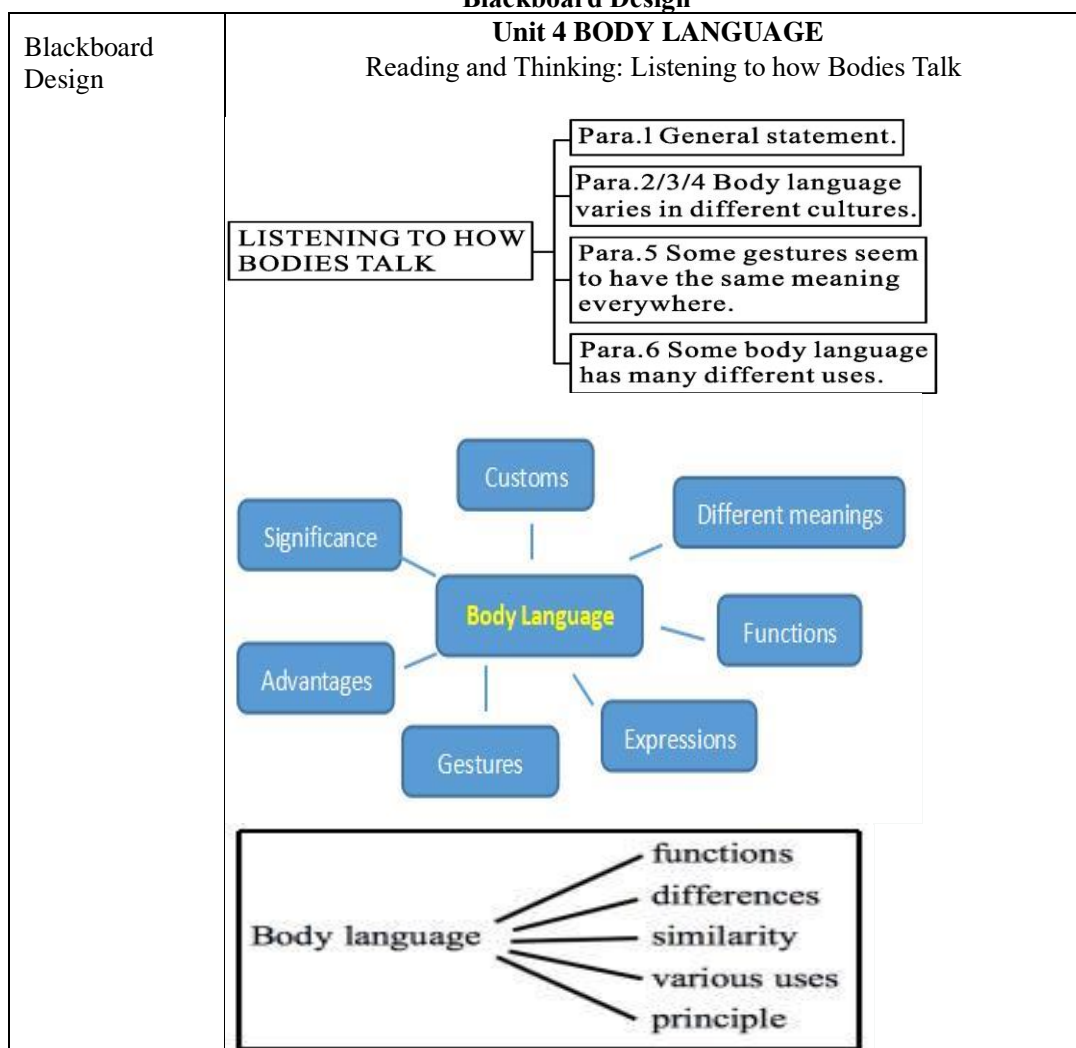 Blackboard Design
Blackboard
Design
Unit 4 BODY LANGUAGE
Reading and Thinking: Listening to how Bodies Talk
LISTENING TO HOW
BODIES TALK
Para.1 General statement.
Para.2/3/4 Body language
varies in different cultures.
Para.5 Some gestures seem
to have the same meaning
everywhere.
Para.6 Some body language
has many different uses.
Customs
Different meanings
Significance
Body Language
Functions
Advantages
Expressions
Gestures
Body language
functions
differences
similarity
various uses
principle